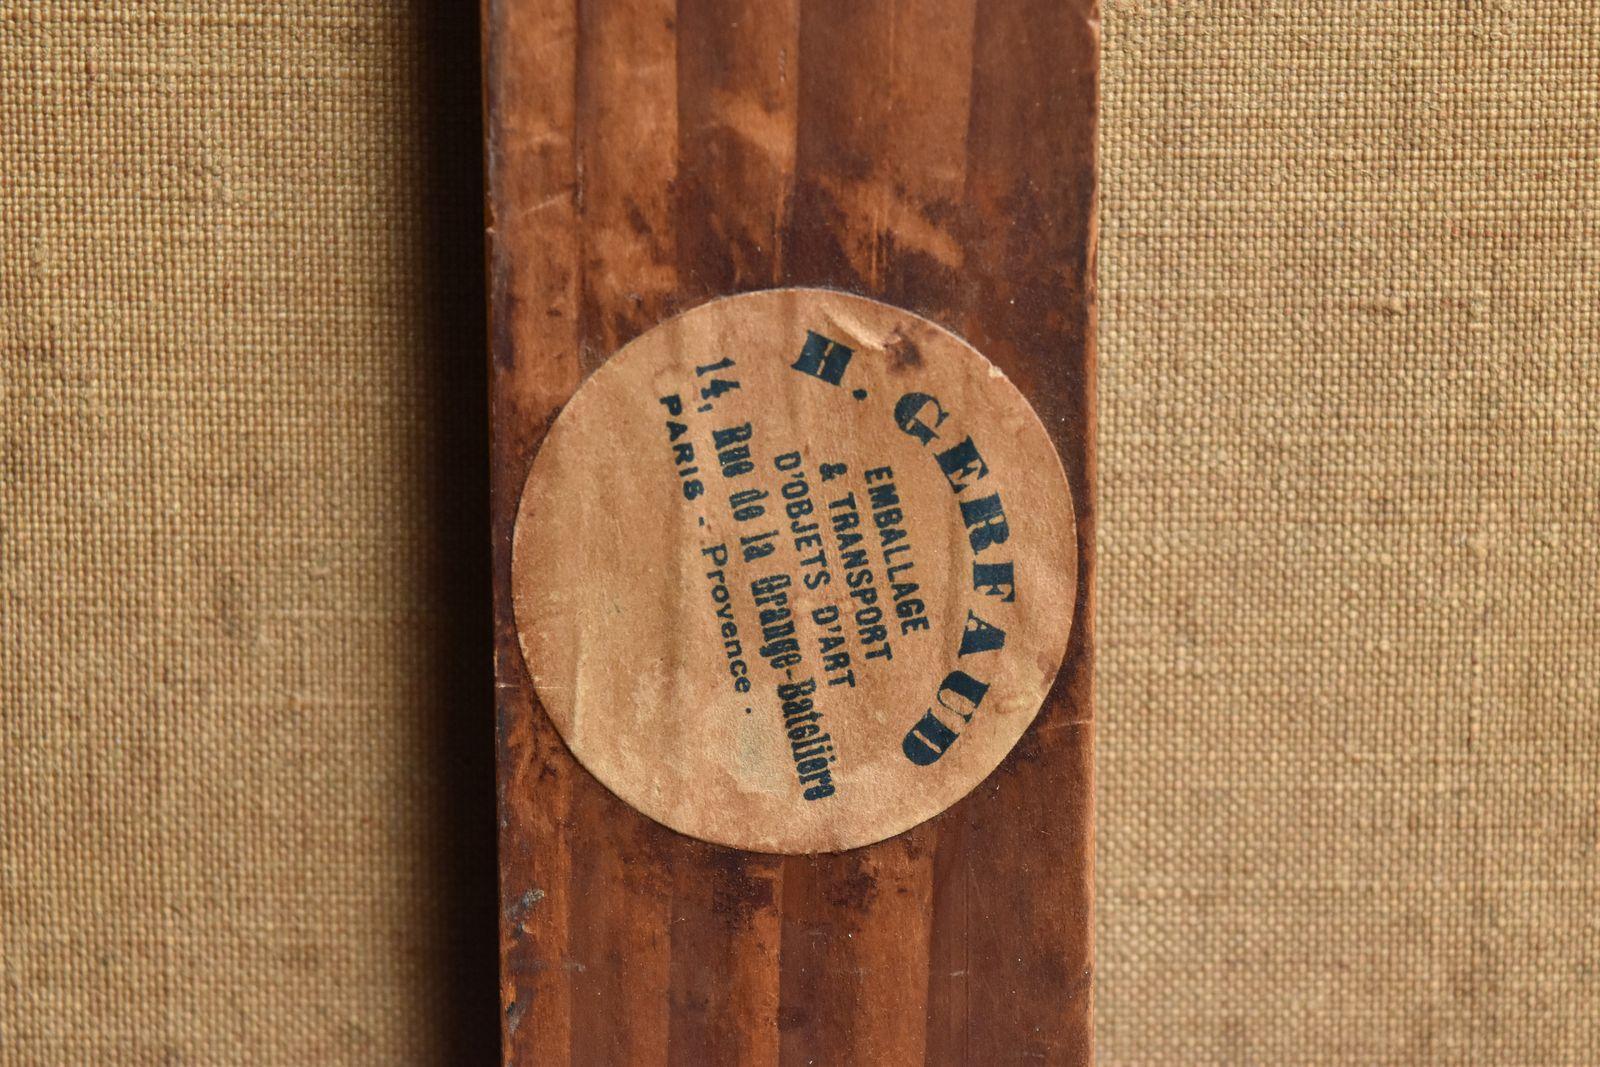 H. GERFAUD
EMBALLAGE
& TRANSPORT
D'OBJETS D'ART
14, Rue de la Grange-Batelière
PARIS - Provence .